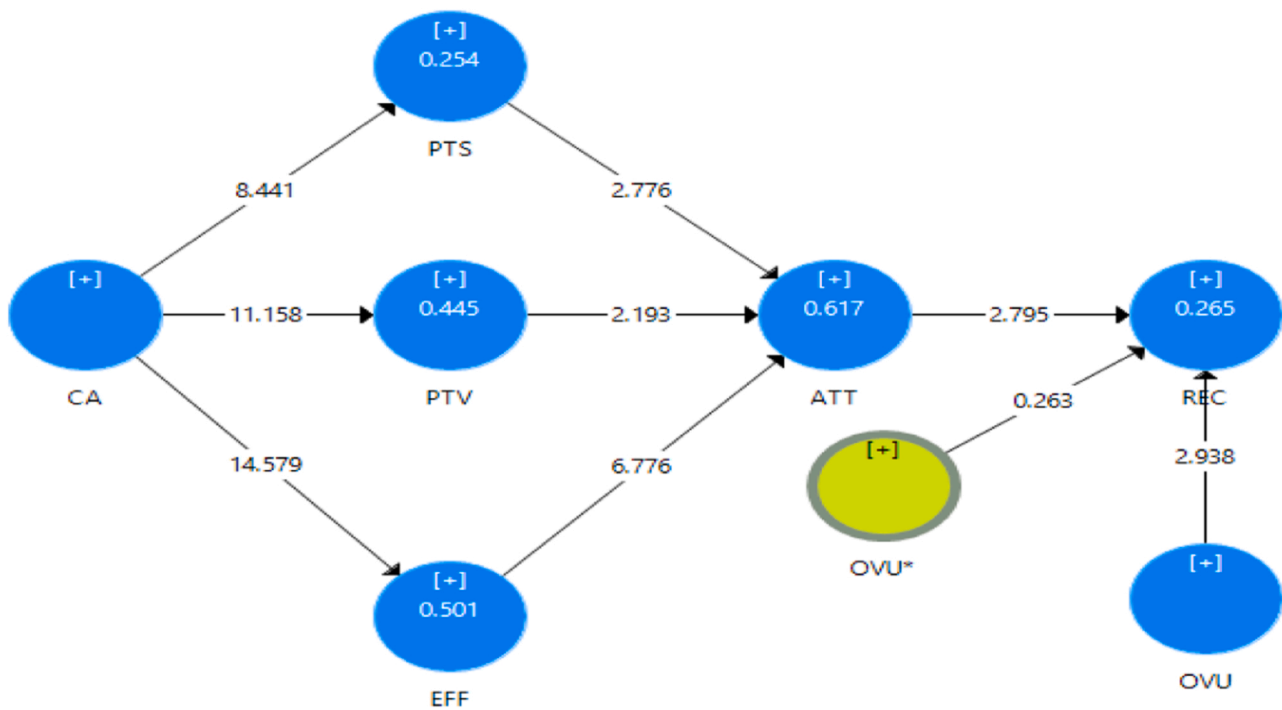 [+]
0.254
PTS
8.441
2.776
[+]
CA
11.158
[+]
0.445
PTV
2.193
[+]
0.617
ATT
2.795
[+]
0.265
REC
14.579
6.776
0.263
[+]
OVU*
2.938
[+]
0.501
EFF
[+]
OVU